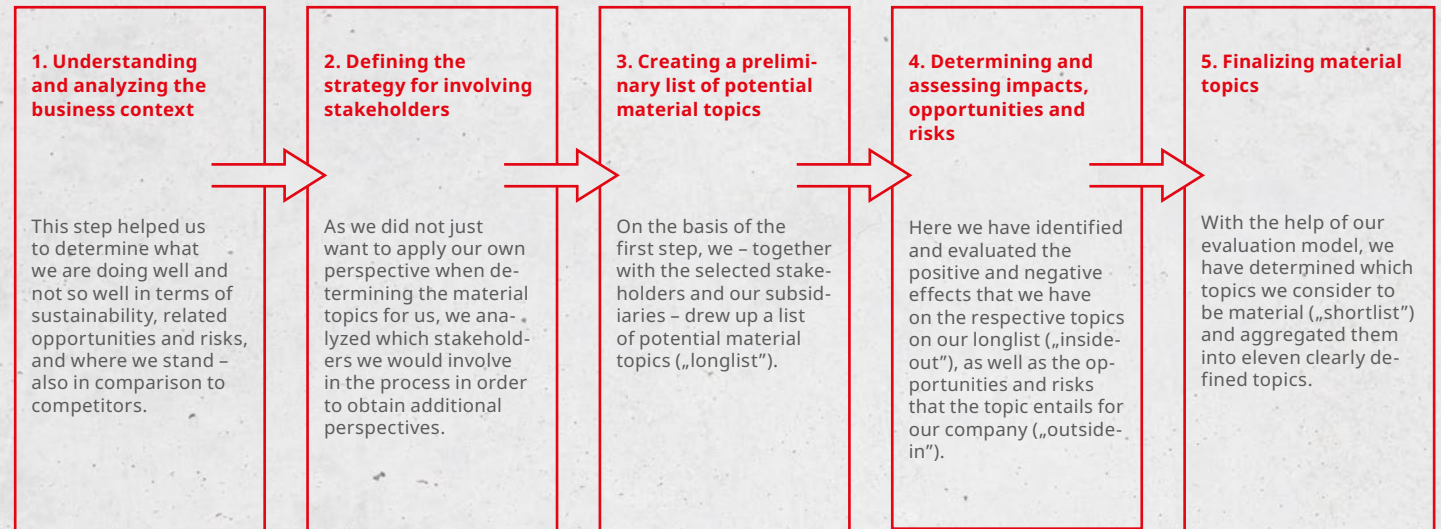 1. Understanding
and analyzing the
business context
This step helped us
to determine what
we are doing well and
not so well in terms of
sustainability, related
opportunities and risks,
and where we stand –
also in comparison to
competitors.
2. Defining the
strategy for involving
stakeholders
As we did not just
want to apply our own
perspective when de-
termining the material
topics for us, we ana-
lyzed which stakehold-
ers we would involve
in the process in order
to obtain additional
perspectives.
3. Creating a prelimi-
nary list of potential
material topics
On the basis of the
first step, we – together
with the selected stake-
holders and our subsid-
iaries – drew up a list
of potential material
topics („longlist”).
4. Determining and
assessing impacts,
opportunities and
risks
Here we have identified
and evaluated the
positive and negative
effects that we have
on the respective topics
on our longlist („inside-
out”), as well as the op-
portunities and risks
that the topic entails for
our company („outside-
in”).
5. Finalizing material
topics
With the help of our
evaluation model, we
have determined which
topics we consider to
be material („shortlist”)
and aggregated them
into eleven clearly de-
fined topics.